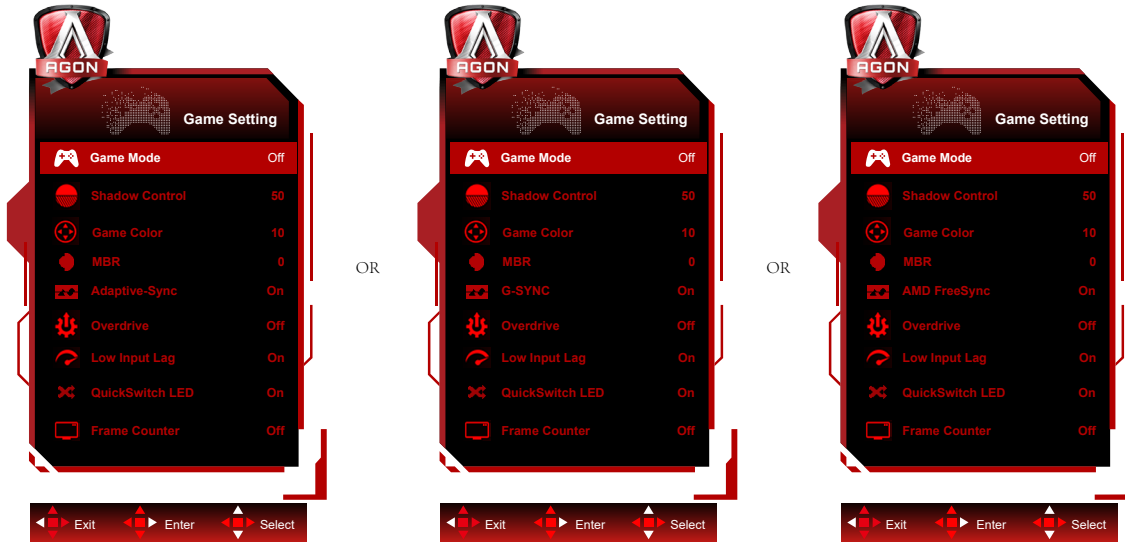 AGON
Game Setting
Game Mode Off
Shadow Control 50
Game Color 10
MBR 0
Adaptive-Sync On
Overdrive Off
Low Input Lag On
QuickSwitch LED On
Frame Counter Off
Exit Enter Select
OR
AGON
Game Setting
Game Mode Off
Shadow Control 50
Game Color 10
MBR 0
G-SYNC On
Overdrive Off
Low Input Lag On
QuickSwitch LED On
Frame Counter Off
Exit Enter Select
OR
AGON
Game Setting
Game Mode Off
Shadow Control 50
Game Color 10
MBR 0
AMD FreeSync On
Overdrive Off
Low Input Lag On
QuickSwitch LED On
Frame Counter Off
Exit Enter Select